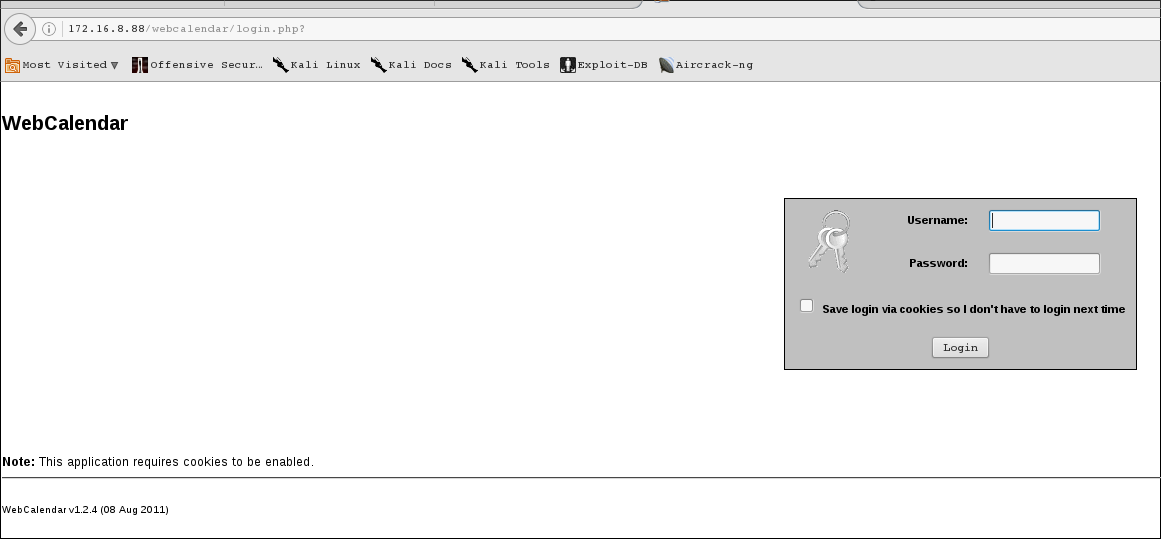 172.16.8.88/webcalendar/login.php?
Most Visited Offensive Secur... Kali Linux Kali Docs Kali Tools Exploit-DB Aircrack-ng
WebCalendar
Username:
Password:
Save login via cookies so I don't have to login next time
Login
Note: This application requires cookies to be enabled.
WebCalendar v1.2.4 (08 Aug 2011)